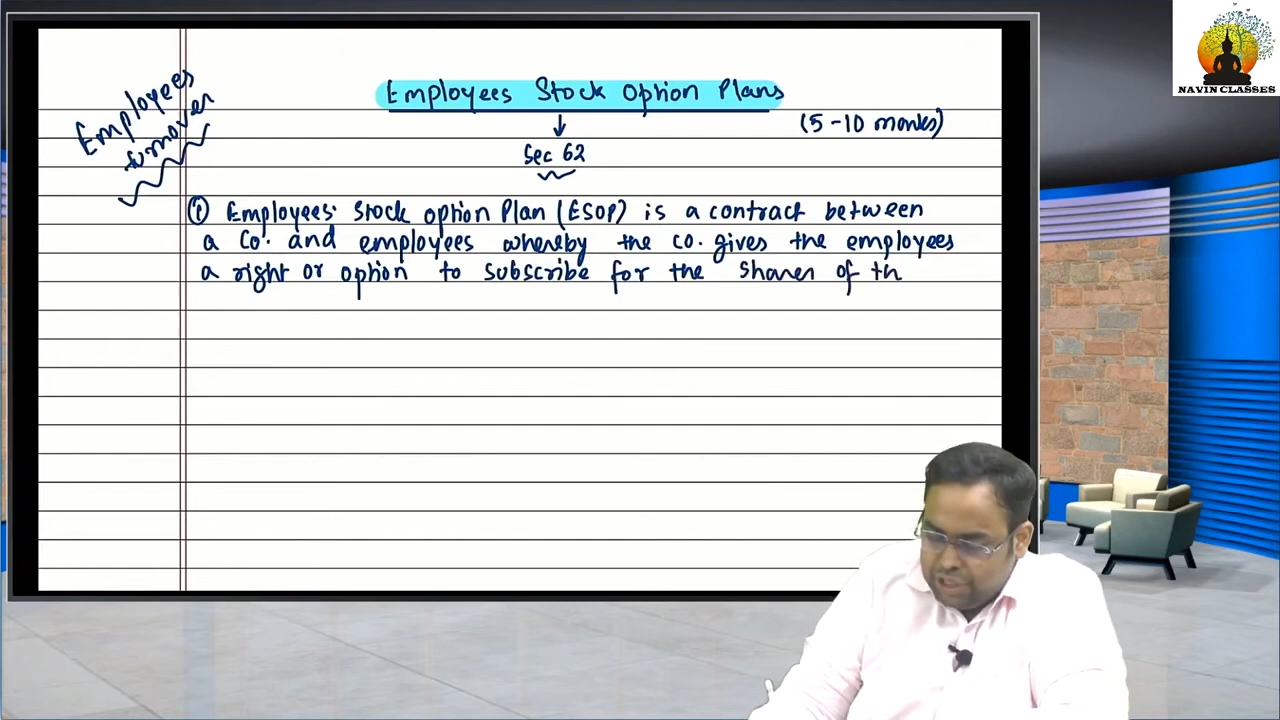 Employees Stock Option Plans
(5-10 marks)
Sec 62
Employees
turnover
① Employees Stock option Plan (ESOP) is a contract between
a Co. and employees whereby the co. gives the employees
a right or option to subscribe for the shares of th
NAVIN CLASSES